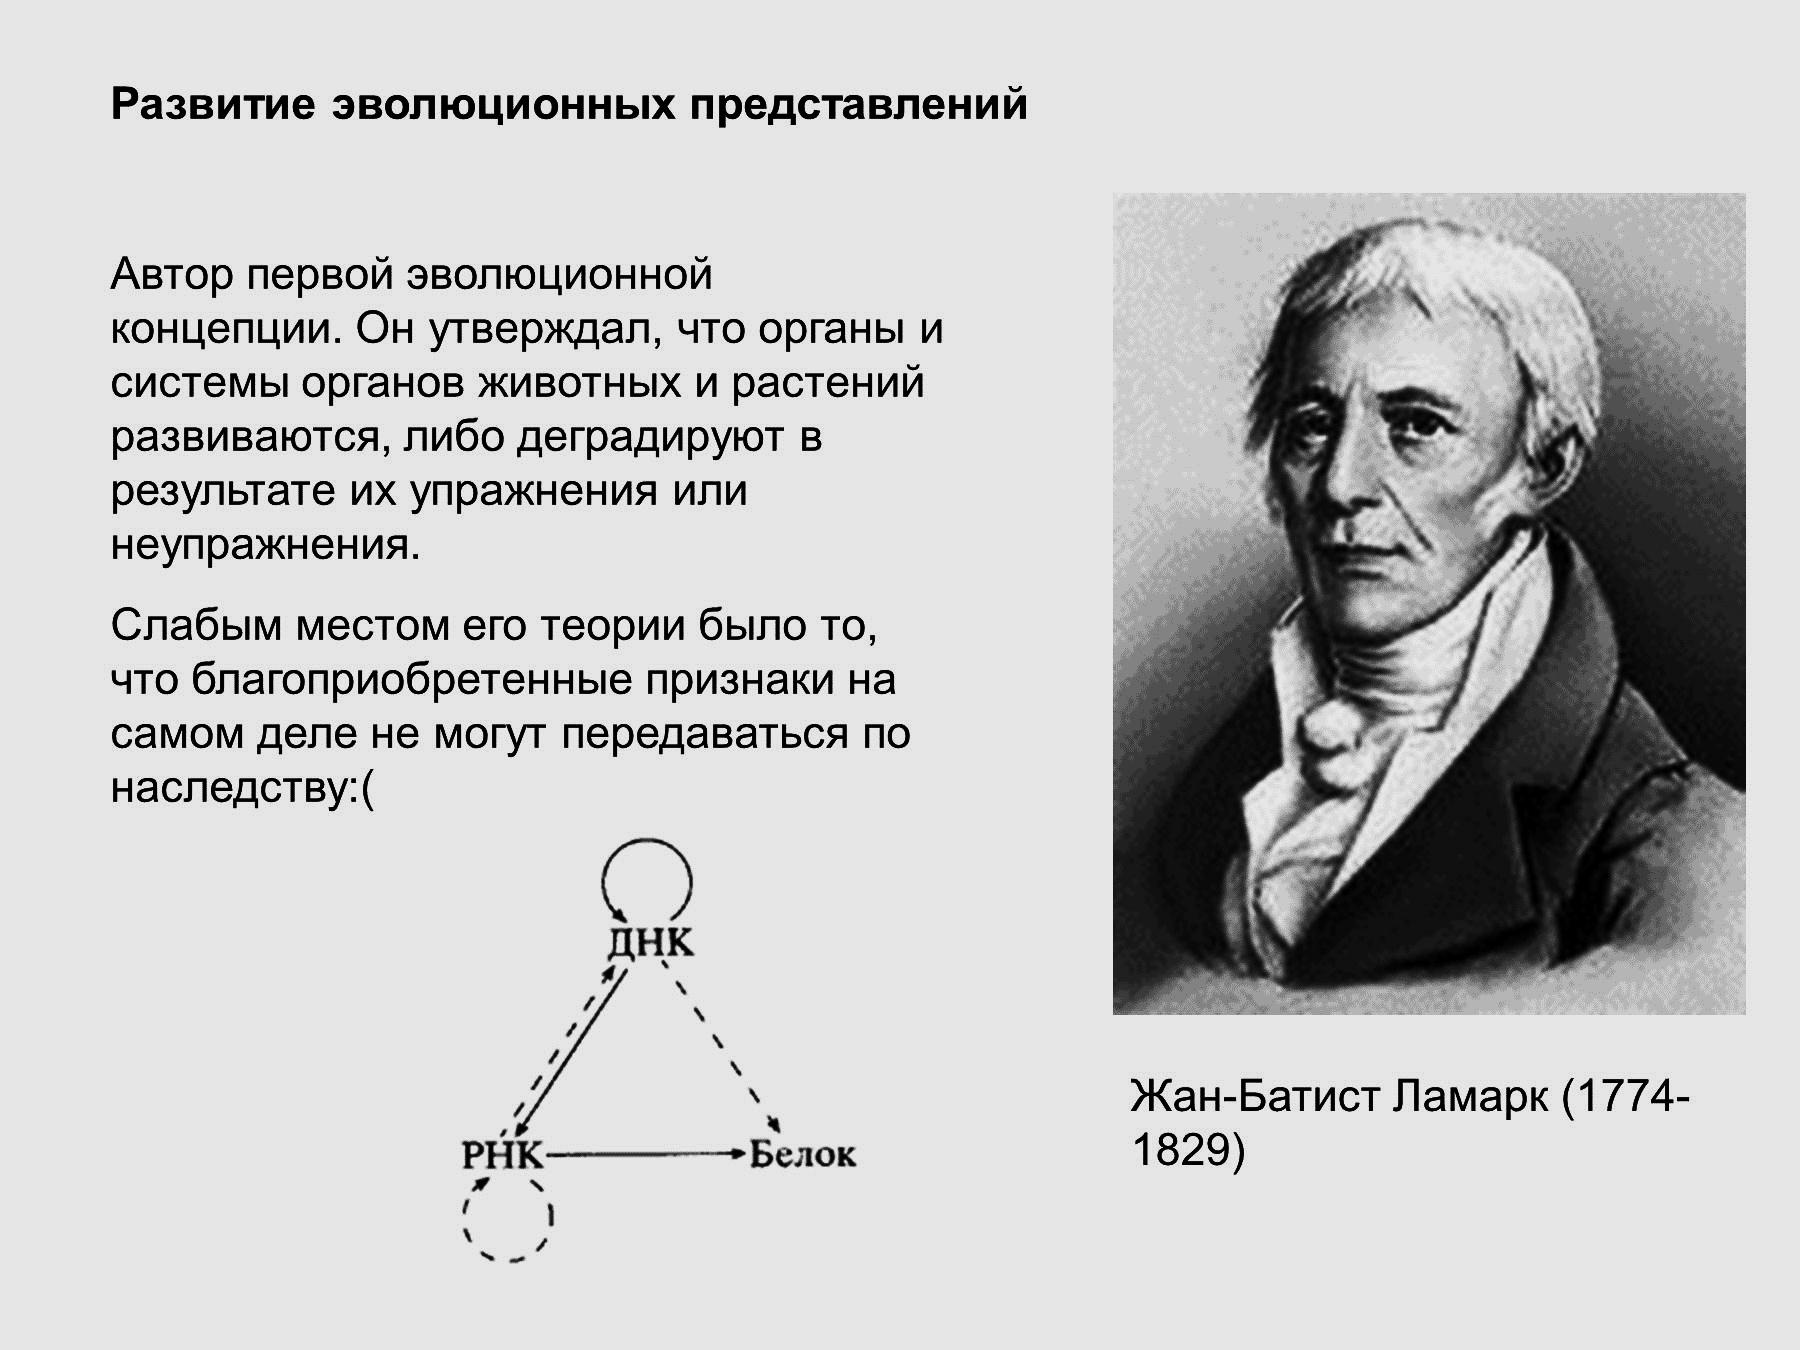 Развитие эволюционных представлений
Автор первой эволюционной
концепции. Он утверждал, что органы и
системы органов животных и растений
развиваются, либо деградируют в
результате их упражнения или
неупражнения.
Слабым местом его теории было то,
что благоприобретенные признаки на
самом деле не могут передаваться по
наследству:(
ДНК
РНК
Белок
Жан-Батист Ламарк (1774-
1829)